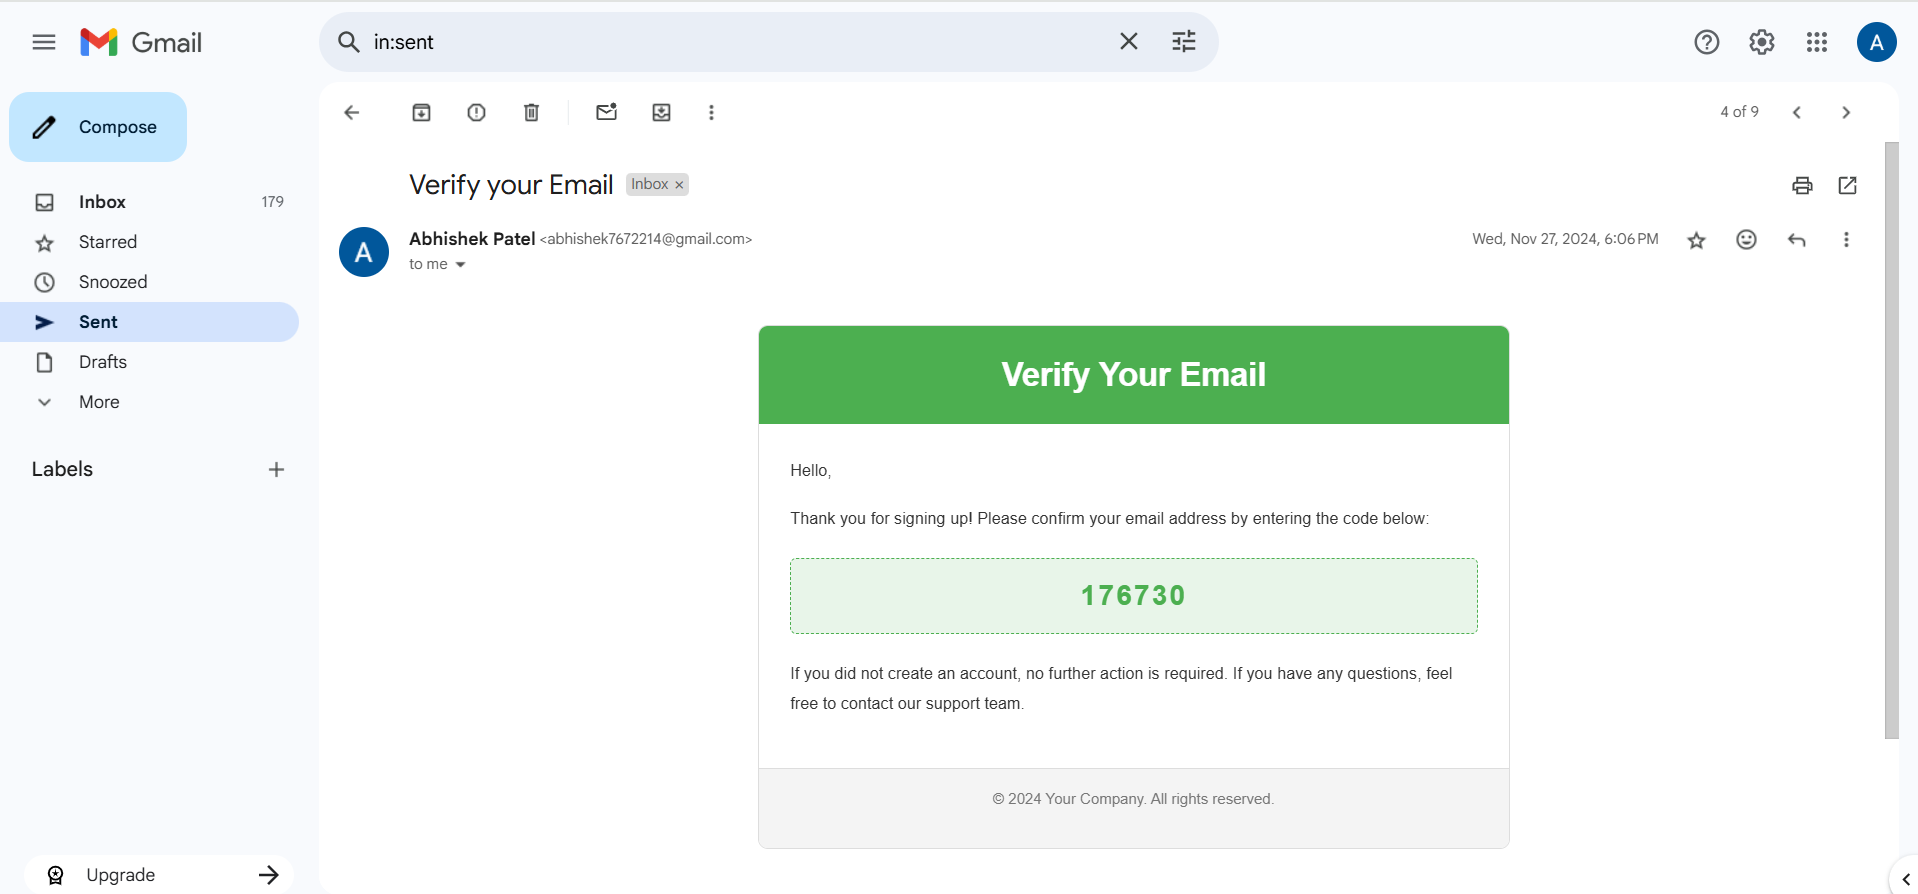 Gmail
in:sent
A
Compose
4 of 9
Inbox 179
Starred
Snoozed
Sent
Drafts
More
Labels
Upgrade
Verify your Email Inbox ×
A
Abhishek Patel <abhishek7672214@gmail.com>
Wed, Nov 27, 2024, 6:06 PM
to me
Verify Your Email
Hello,
Thank you for signing up! Please confirm your email address by entering the code below:
176730
If you did not create an account, no further action is required. If you have any questions, feel
free to contact our support team.
© 2024 Your Company. All rights reserved.